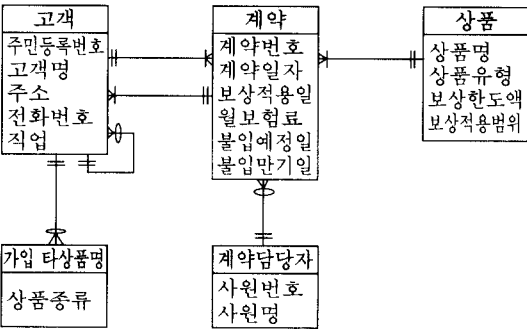 고객
주민등록번호
고객명
주소
전화번호
직업
계약
계약번호
계약일자
보상적용일
월보험료
불입예정일
불입만기일
상품
상품명
상품유형
보상한도액
보상적용범위
가입 타상품명
상품종류
계약담당자
사원번호
사원명